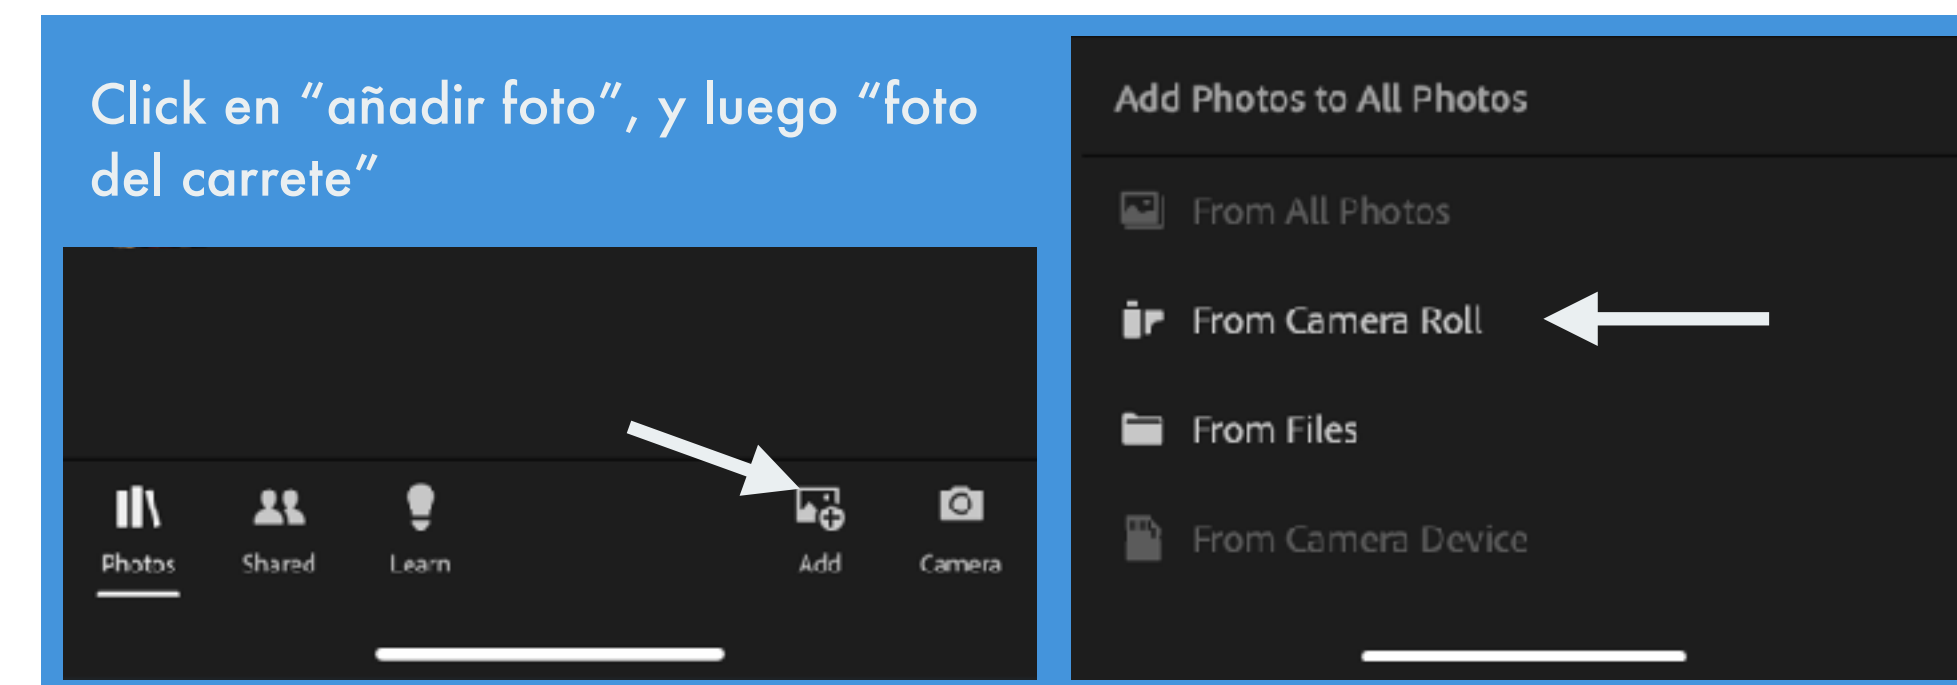 Click en “añadir foto”, y luego “foto
del carrete”
Photos
Shared
Learn
Add
Camera
Add Photos to All Photos
From All Photos
From Camera Roll
From Files
From Camera Device